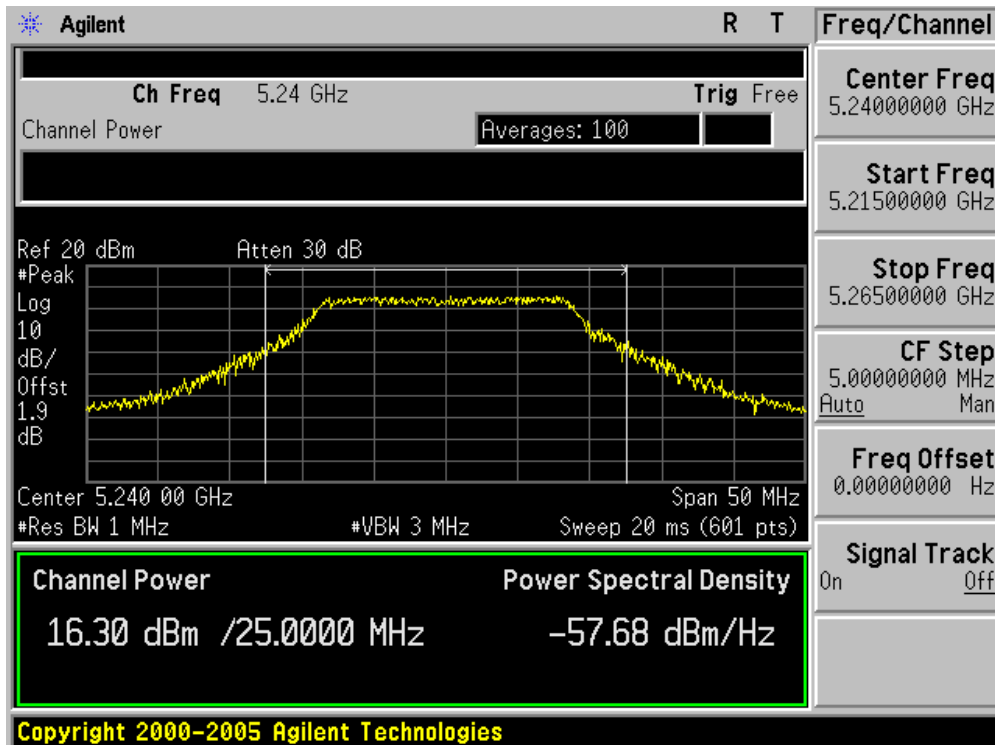 Agilent R T
Ch Freq 5.24 GHz Trig Free
Channel Power Averages: 100
Ref 20 dBm Atten 30 dB
#Peak
Log
10
dB/
Offst
1.9
dB
Center 5.240 00 GHz Span 50 MHz
#Res BW 1 MHz #VBW 3 MHz Sweep 20 ms (601 pts)
Channel Power Power Spectral Density
16.30 dBm /25.0000 MHz -57.68 dBm/Hz
Copyright 2000-2005 Agilent Technologies
Freq/Channel
Center Freq
5.24000000 GHz
Start Freq
5.21500000 GHz
Stop Freq
5.26500000 GHz
CF Step
5.00000000 MHz
Auto Man
Freq Offset
0.00000000 Hz
Signal Track
On Off